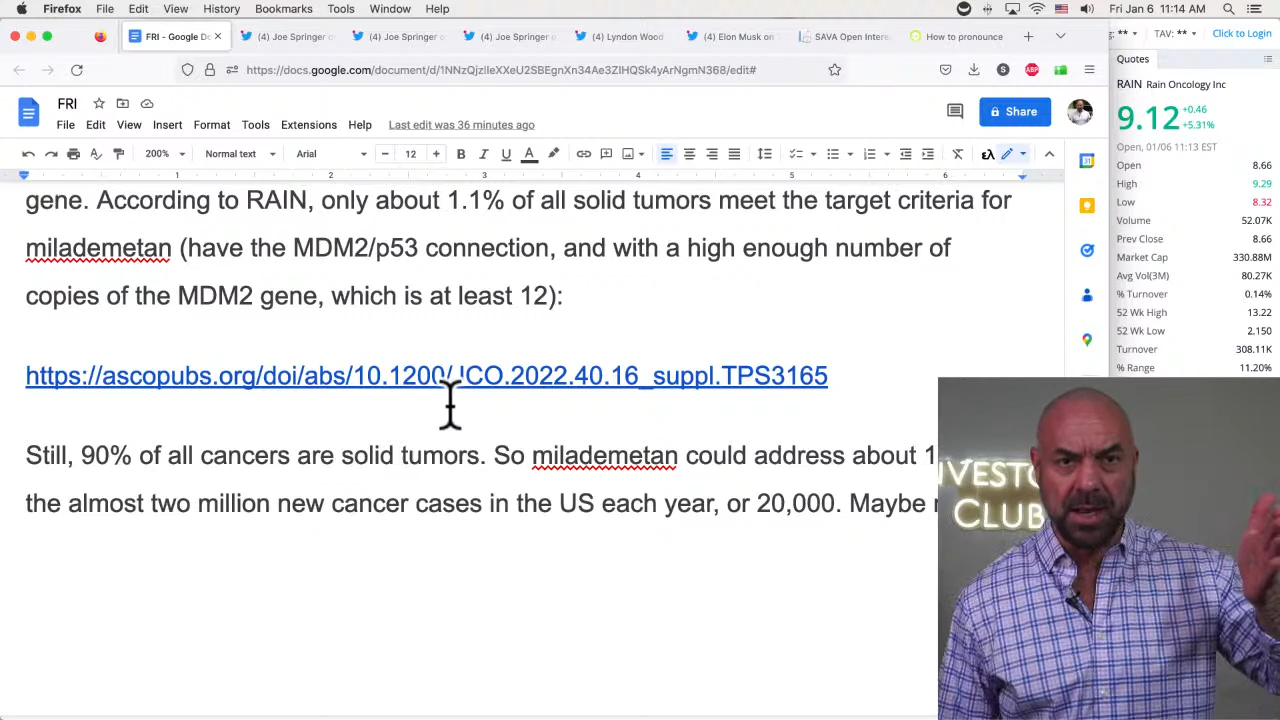 Firefox File Edit View History Bookmarks Tools Window Help Fri Jan 6 11:14 AM
FRI - Google Do (4) Joe Springer o (4) Joe Springer o (4) Joe Springer o (4) Lyndon Wood (4) Elon Musk on SAVA Open Inter How to pronounce
https://docs.google.com/document/d/1NNzQjzIleXXeU2SBEgnXn34Ae3ZIHQSk4yArNgmN368/edit#
FRI
File Edit View Insert Format Tools Extensions Help Last edit was 36 minutes ago
Share
200% Normal text Arial 12
1 2 3 4 5 6
gene. According to RAIN, only about 1.1% of all solid tumors meet the target criteria for
milademetan (have the MDM2/p53 connection, and with a high enough number of
copies of the MDM2 gene, which is at least 12):
https://ascopubs.org/doi/abs/10.1200/JCO.2022.40.16_suppl.TPS3165
Still, 90% of all cancers are solid tumors. So milademetan could address about 1
the almost two million new cancer cases in the US each year, or 20,000. Maybe
INVESTO
CLUB
: ** TAV: ** Click to Login
Quotes
RAIN Rain Oncology Inc
9.12 +0.46
+5.31%
Open, 01/06 11:13 EST
Open 8.66
High 9.29
Low 8.32
Volume 52.07K
Prev Close 8.66
Market Cap 330.88M
Avg Vol(3M) 80.27K
% Turnover 0.14%
52 Wk High 13.22
52 Wk Low 2.150
Turnover 308.11K
% Range 11.20%